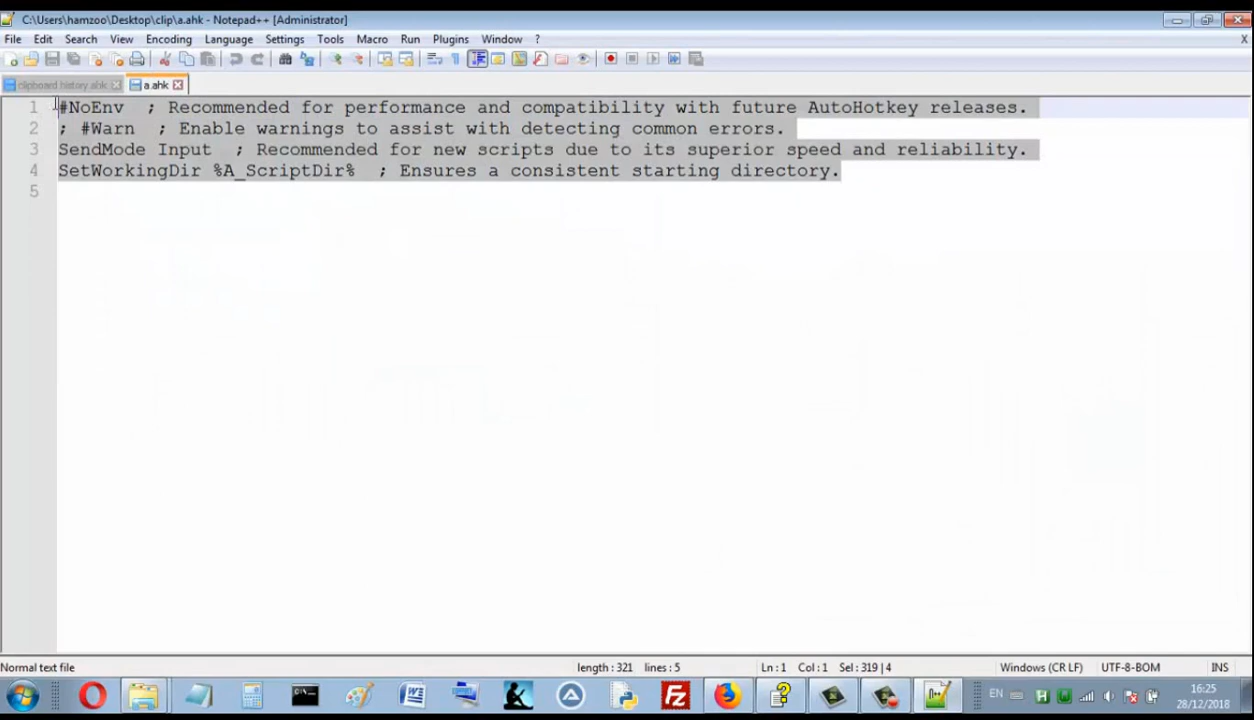 C:\Users\hamzoo\Desktop\clip\a.ahk - Notepad++ [Administrator]
File Edit Search View Encoding Language Settings Tools Macro Run Plugins Window ? X
clipboard history.ahk a.ahk
1 #NoEnv  ; Recommended for performance and compatibility with future AutoHotkey releases.
2 ; #Warn  ; Enable warnings to assist with detecting common errors.
3 SendMode Input  ; Recommended for new scripts due to its superior speed and reliability.
4 SetWorkingDir %A_ScriptDir%  ; Ensures a consistent starting directory.
5
Normal text file length : 321 lines : 5 Ln : 1 Col : 1 Sel : 319 | 4 Windows (CR LF) UTF-8-BOM INS
EN 16:25
28/12/2018